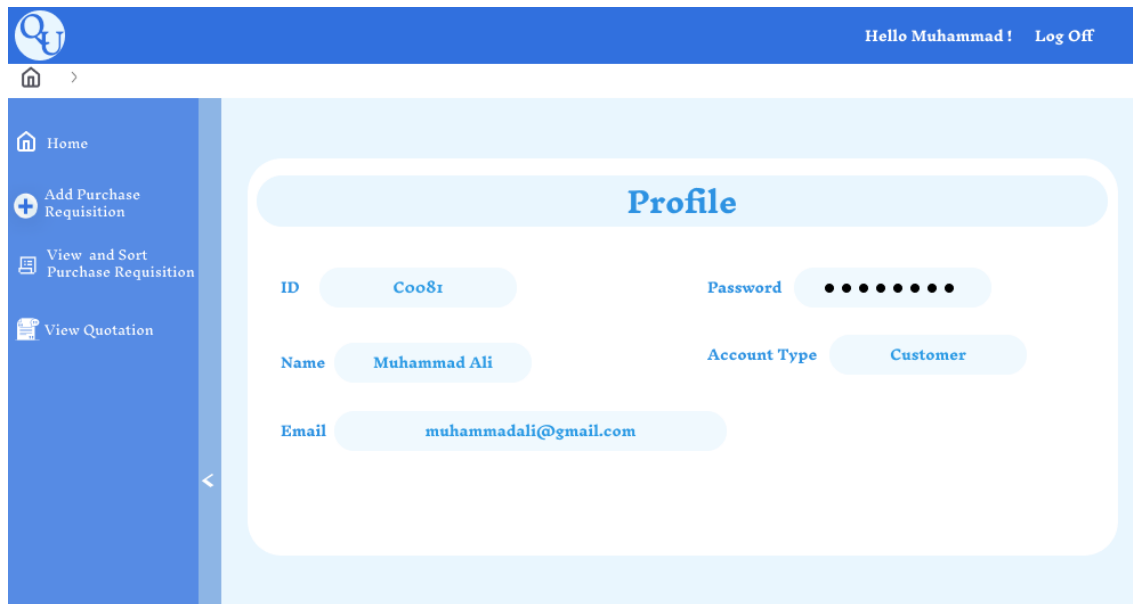 QU
Hello Muhammad ! Log Off
Home
Add Purchase
Requisition
View and Sort
Purchase Requisition
View Quotation
Profile
ID C0081
Password ● ● ● ● ● ● ● ●
Name Muhammad Ali
Account Type Customer
Email muhammadali@gmail.com